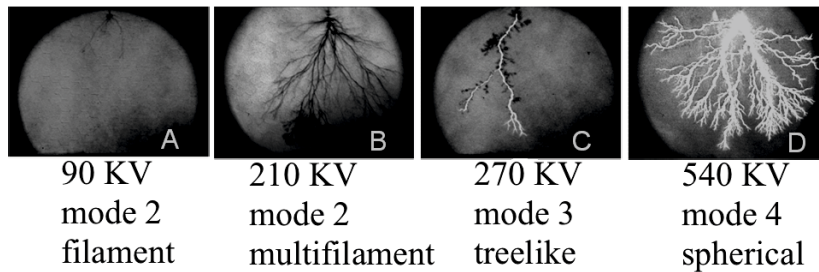 A
B
C
D
90 KV
mode 2
filament
210 KV
mode 2
multifilament
270 KV
mode 3
treelike
540 KV
mode 4
spherical